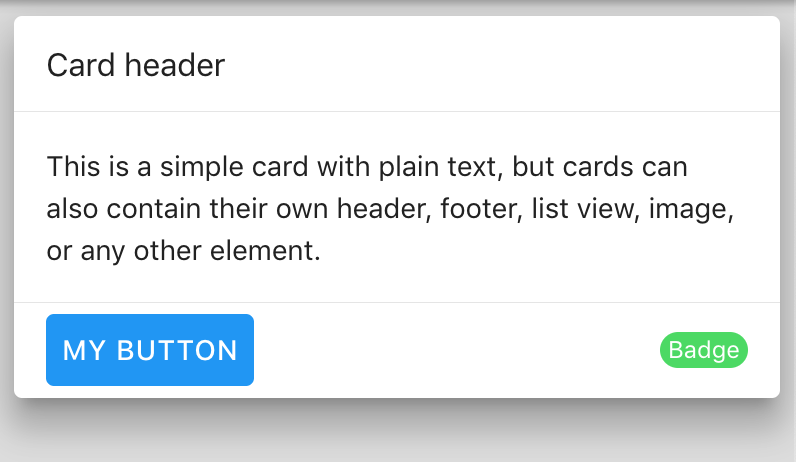 Card header
This is a simple card with plain text, but cards can
also contain their own header, footer, list view, image,
or any other element.
MY BUTTON
Badge